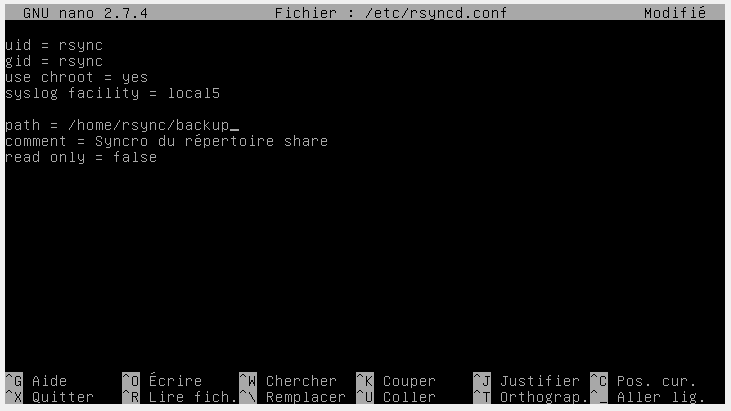 GNU nano 2.7.4 Fichier : /etc/rsyncd.conf Modifié
uid = rsync
gid = rsync
use chroot = yes
syslog facility = local5
path = /home/rsync/backup_
comment = Syncro du répertoire share
read only = false
^G Aide ^O Écrire ^W Chercher ^K Couper ^J Justifier ^C Pos. cur.
^X Quitter ^R Lire fich. ^\ Remplacer ^U Coller ^T Orthograp. ^_ Aller lig.